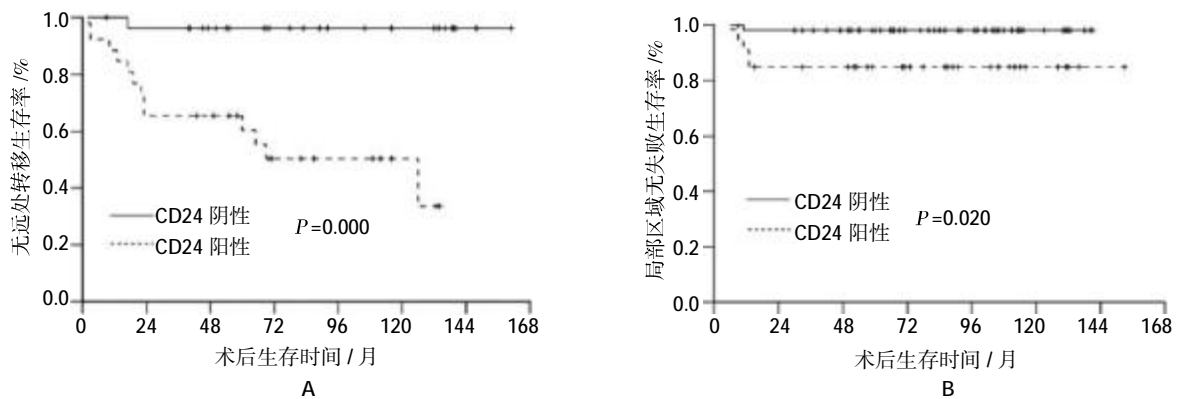 无远处转移生存率 /%
1.0
0.8
0.6
0.4
0.2
0.0
CD24 阴性
CD24 阳性
P=0.000
0 24 48 72 96 120 144 168
术后生存时间 / 月
A
局部区域无失败生存率 /%
1.0
0.8
0.6
0.4
0.2
0.0
CD24 阴性
CD24 阳性
P=0.020
0 24 48 72 96 120 144 168
术后生存时间 / 月
B